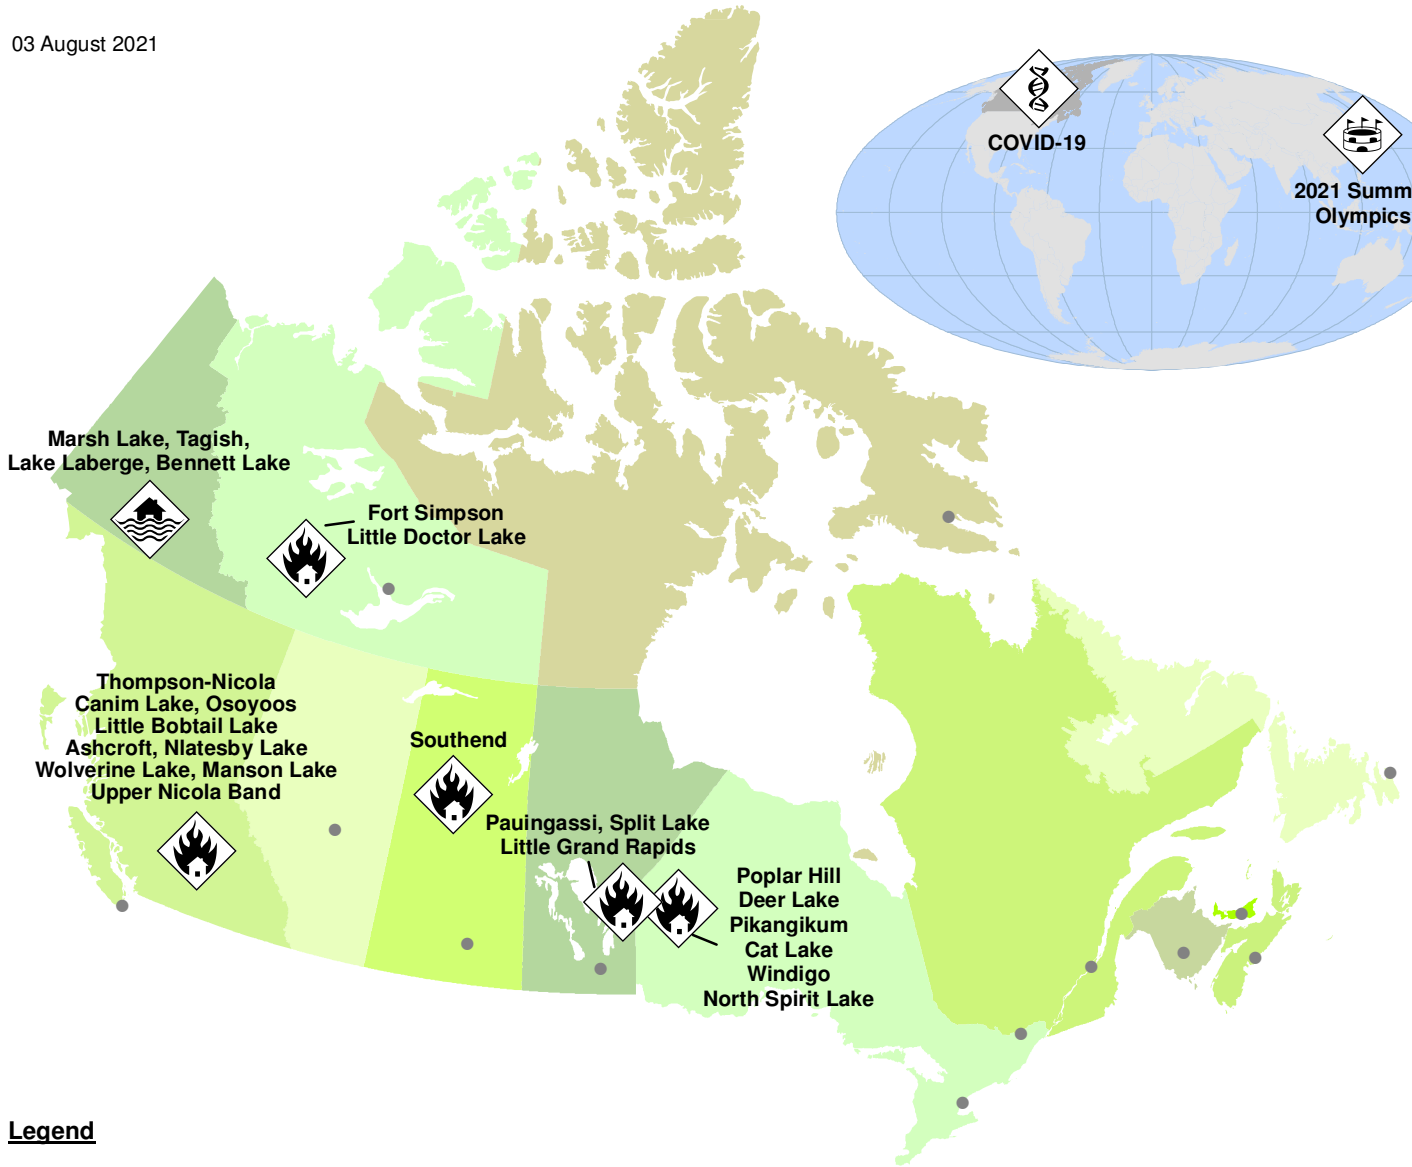 03 August 2021
COVID-19
2021 Summ
Olympics
Marsh Lake, Tagish,
Lake Laberge, Bennett Lake
Fort Simpson
Little Doctor Lake
Thompson-Nicola
Canim Lake, Osoyoos
Little Bobtail Lake
Ashcroft, Nlatesby Lake
Wolverine Lake, Manson Lake
Upper Nicola Band
Southend
Pauingassi, Split Lake
Little Grand Rapids
Poplar Hill
Deer Lake
Pikangikum
Cat Lake
Windigo
North Spirit Lake
Legend